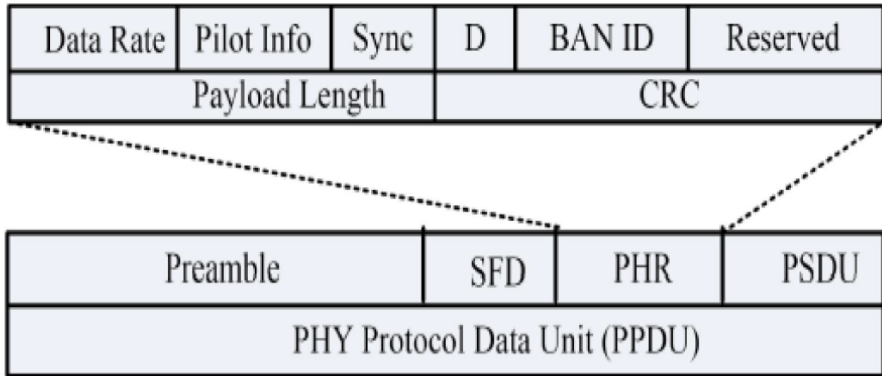 Data Rate Pilot Info Sync D BAN ID Reserved
Payload Length CRC
Preamble SFD PHR PSDU
PHY Protocol Data Unit (PPDU)